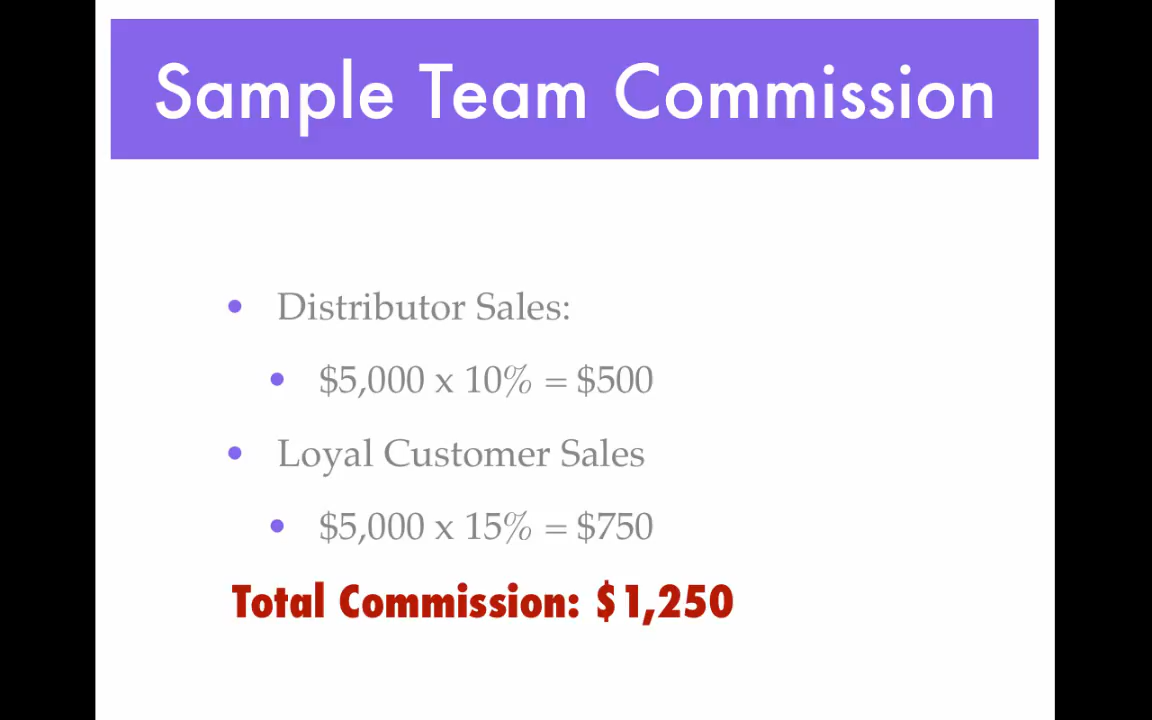 Sample Team Commission
• Distributor Sales:
• $5,000 x 10% = $500
• Loyal Customer Sales
• $5,000 x 15% = $750
Total Commission: $1,250